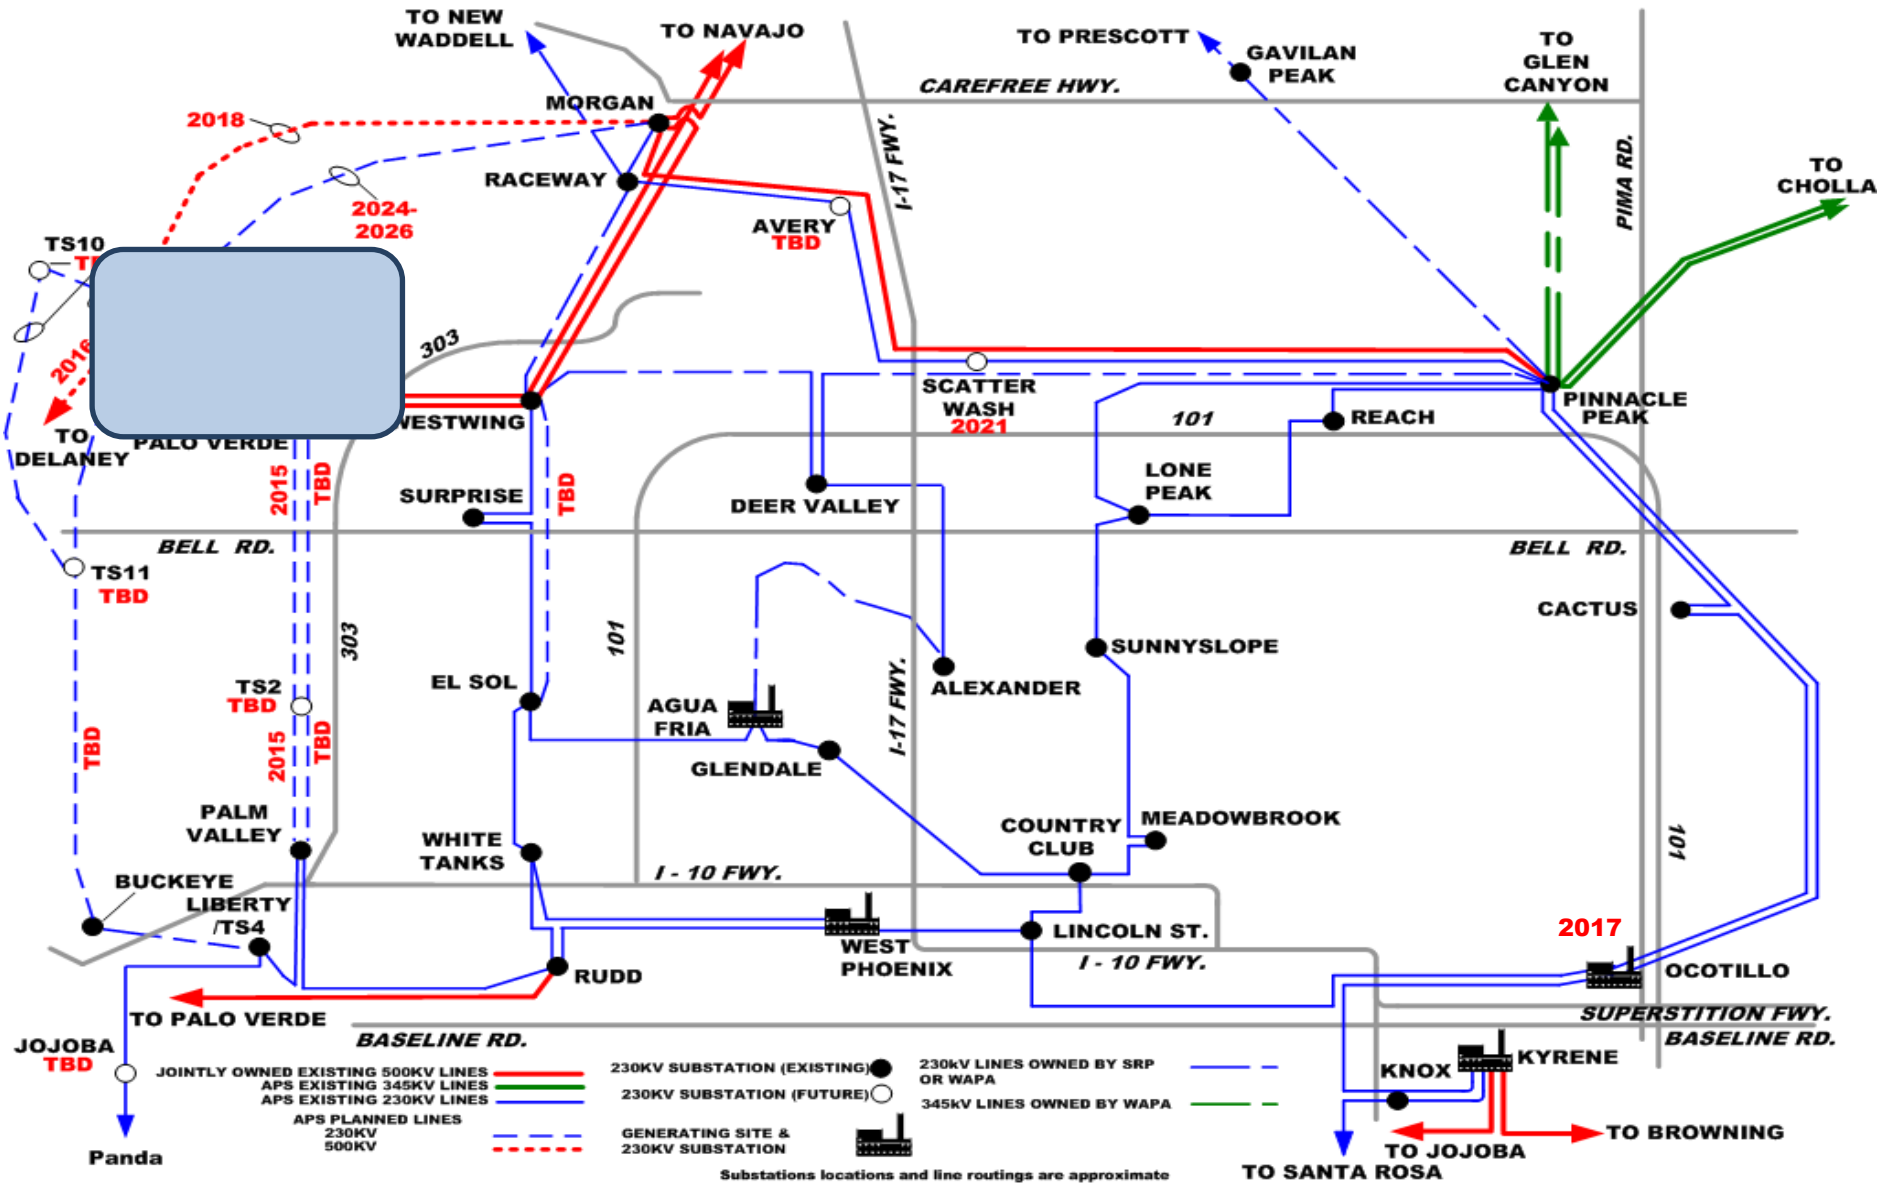 TO NEW
WADDELL
TO NAVAJO
TO PRESCOTT
GAVILAN
PEAK
TO
GLEN
CANYON
CAREFREE HWY.
MORGAN
2018
I-17 FWY.
PIMA RD.
TO
CHOLLA
RACEWAY
2024-
2026
AVERY
TBD
TS10
303
2016
SCATTER
WASH
2021
101
REACH
PINNACLE
PEAK
WESTWING
TO
DELANEY
PALO VERDE
2015
TBD
SURPRISE
TBD
DEER VALLEY
LONE
PEAK
BELL RD.
BELL RD.
TS11
TBD
303
101
CACTUS
SUNNYSLOPE
EL SOL
ALEXANDER
TS2
TBD
AGUA
FRIA
I-17 FWY.
TBD
2015
TBD
GLENDALE
PALM
VALLEY
WHITE
TANKS
COUNTRY
CLUB
MEADOWBROOK
101
I - 10 FWY.
BUCKEYE
LIBERTY
/TS4
2017
WEST
PHOENIX
LINCOLN ST.
I - 10 FWY.
RUDD
OCOTILLO
TO PALO VERDE
SUPERSTITION FWY.
BASELINE RD.
BASELINE RD.
JOJOBA
TBD
KYRENE
KNOX
JOINTLY OWNED EXISTING 500KV LINES
APS EXISTING 345KV LINES
APS EXISTING 230KV LINES
APS PLANNED LINES
230KV
500KV
230KV SUBSTATION (EXISTING)
230KV SUBSTATION (FUTURE)
GENERATING SITE &
230KV SUBSTATION
230kV LINES OWNED BY SRP
OR WAPA
345kV LINES OWNED BY WAPA
Panda
TO BROWNING
TO JOJOBA
TO SANTA ROSA
Substations locations and line routings are approximate